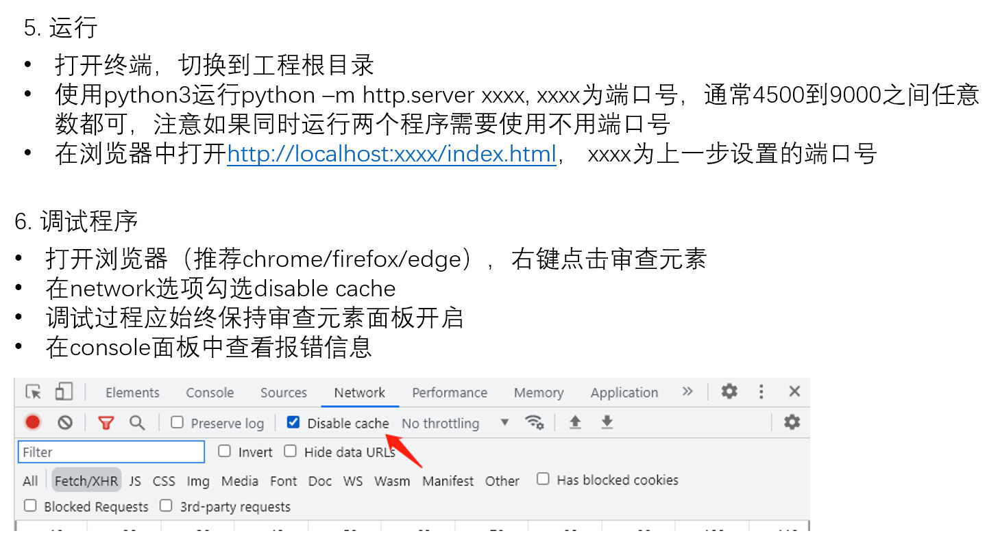 5. 运行
• 打开终端，切换到工程根目录
• 使用python3运行python –m http.server xxxx, xxxx为端口号，通常4500到9000之间任意
数都可，注意如果同时运行两个程序需要使用不用端口号
• 在浏览器中打开http://localhost:xxxx/index.html， xxxx为上一步设置的端口号
6. 调试程序
• 打开浏览器（推荐chrome/firefox/edge），右键点击审查元素
• 在network选项勾选disable cache
• 调试过程应始终保持审查元素面板开启
• 在console面板中查看报错信息
Elements Console Sources Network Performance Memory Application »
Preserve log Disable cache No throttling
Filter Invert Hide data URLs
All Fetch/XHR JS CSS Img Media Font Doc WS Wasm Manifest Other Has blocked cookies
Blocked Requests 3rd-party requests